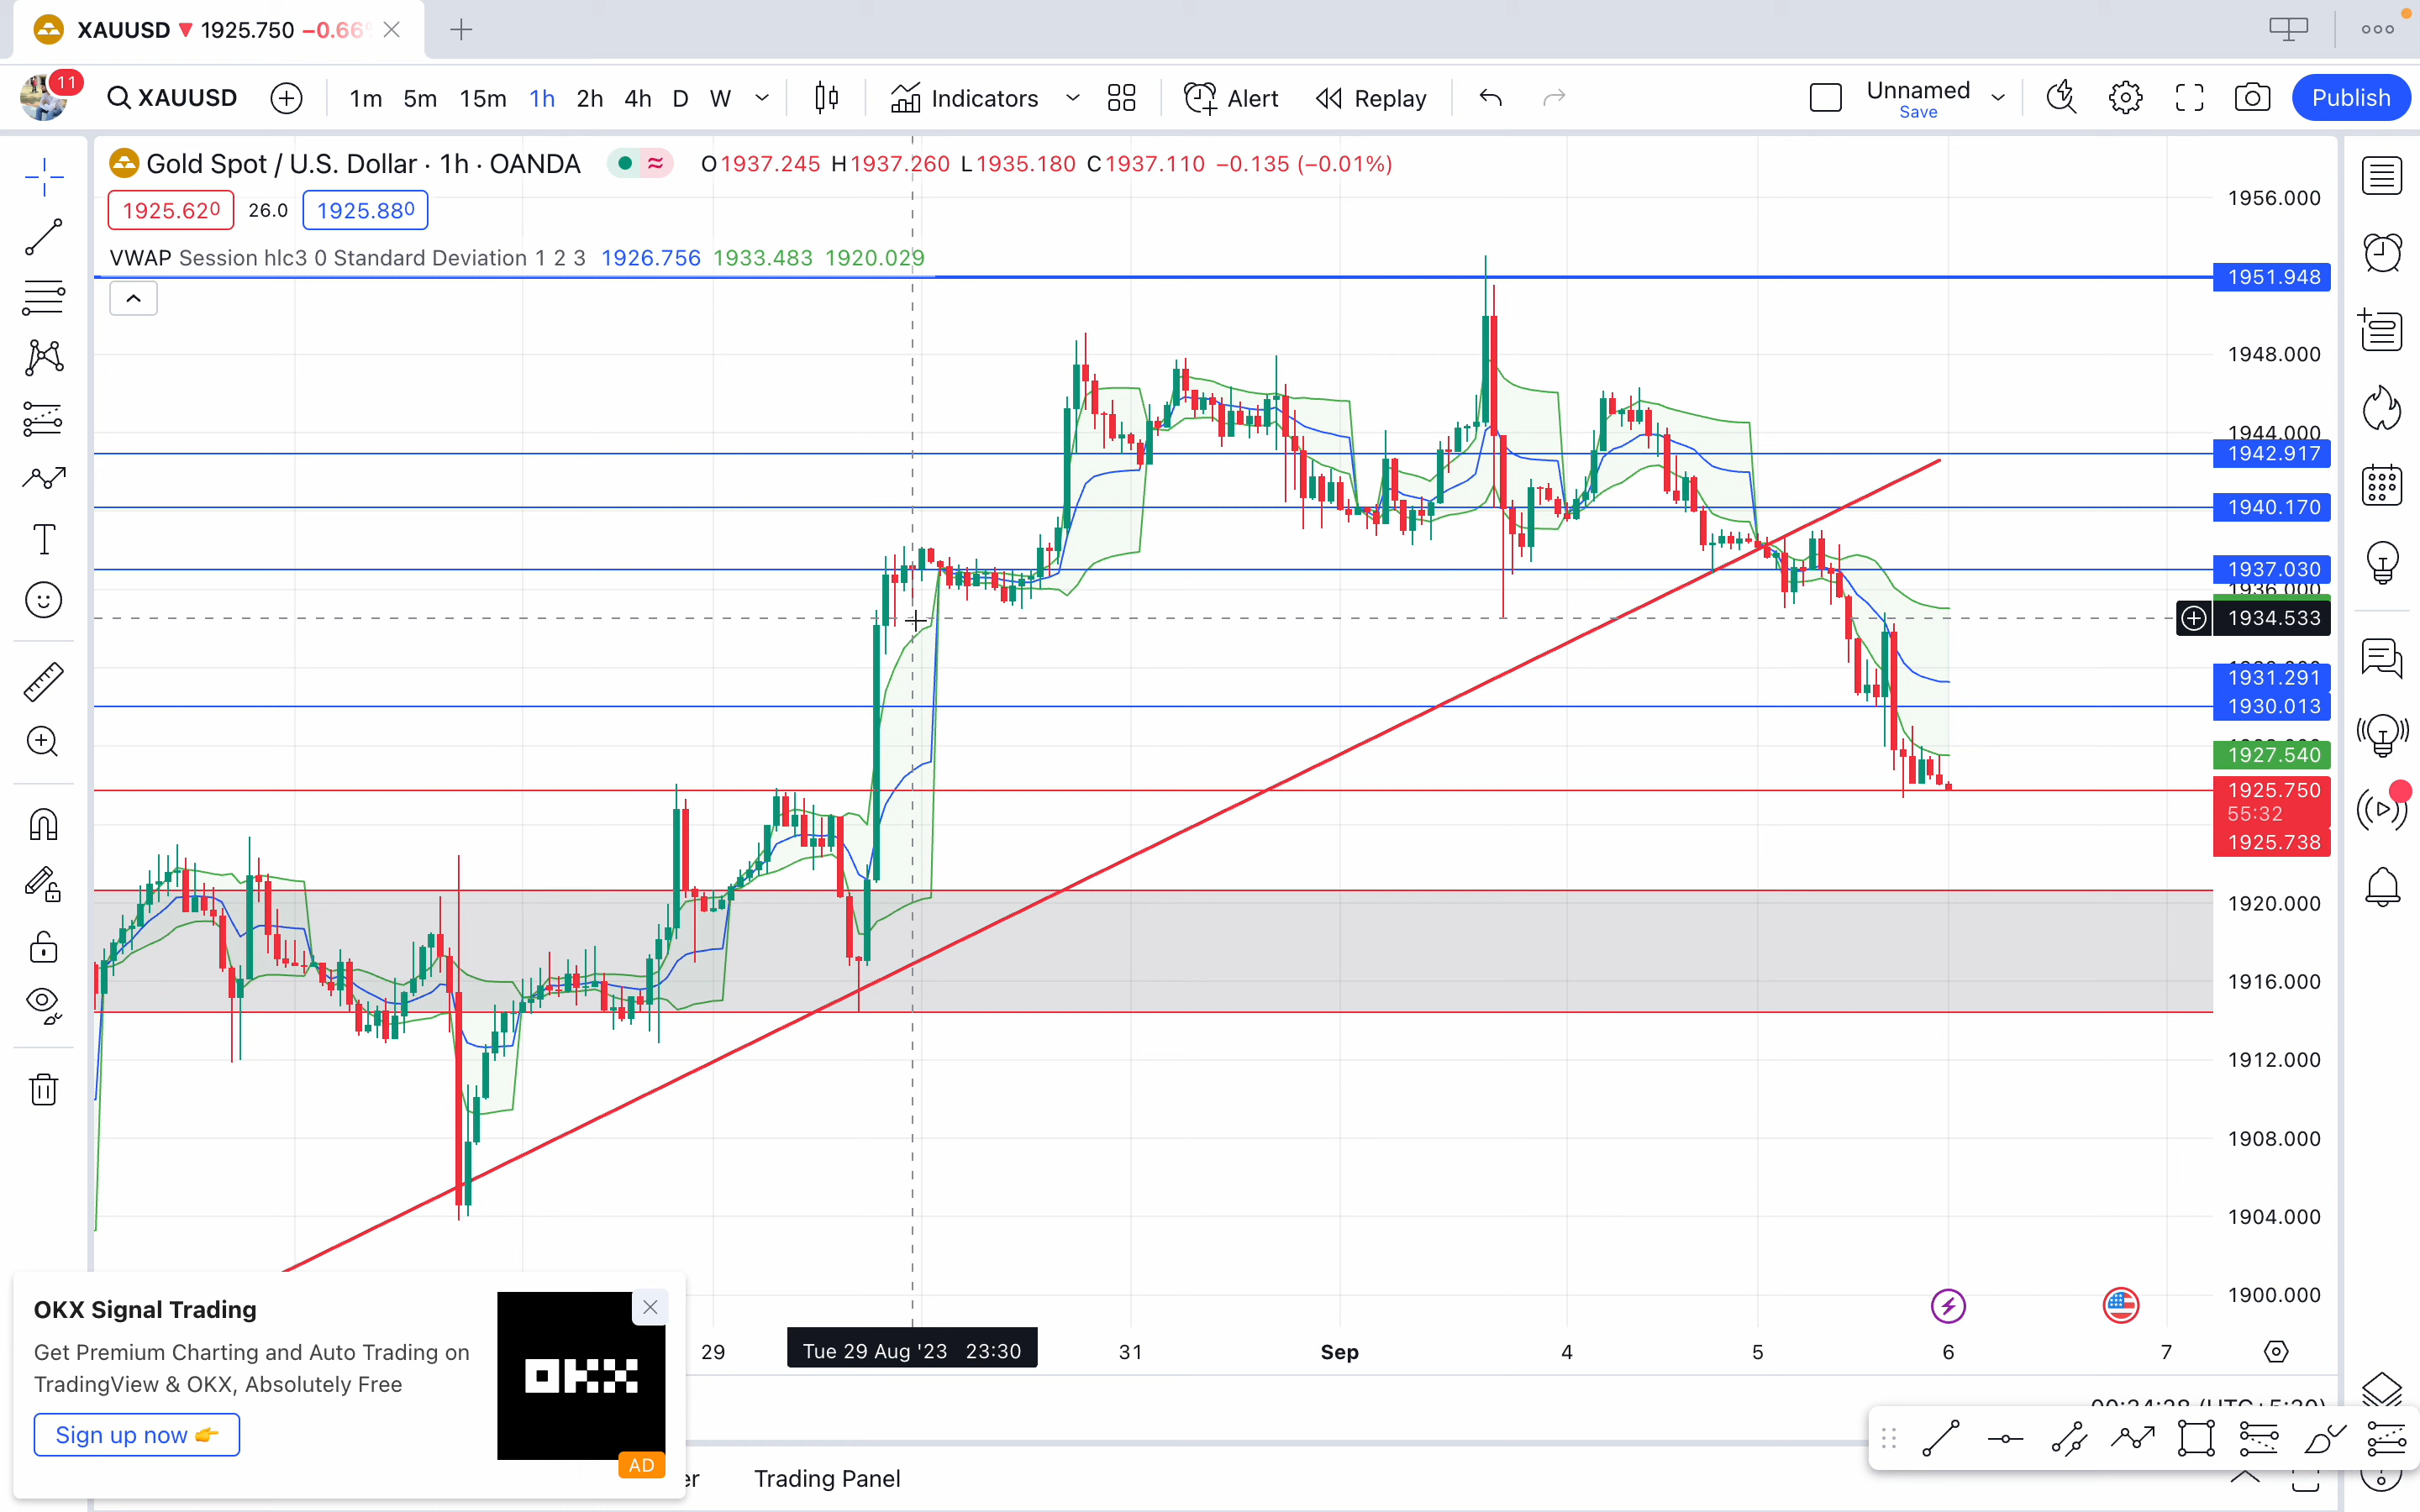 XAUUSD ▼ 1925.750 −0.66%
11
XAUUSD 1m 5m 15m 1h 2h 4h D W Indicators Alert Replay Unnamed Publish
Save
Gold Spot / U.S. Dollar · 1h · OANDA ≈ O1937.245 H1937.260 L1935.180 C1937.110 −0.135 (−0.01%)
1925.620 26.0 1925.880
VWAP Session hlc3 0 Standard Deviation 1 2 3 1926.756 1933.483 1920.029
1956.000
1951.948
1948.000
1944.000
1942.917
1940.170
1937.030
1936.000
1934.533
1931.291
1930.013
1927.540
1925.750
55:32
1925.738
1920.000
1916.000
1912.000
1908.000
1904.000
1900.000
29 Tue 29 Aug '23 23:30 31 Sep 4 5 6 7
OKX Signal Trading
Get Premium Charting and Auto Trading on
TradingView & OKX, Absolutely Free
Sign up now 👉
OKX
AD
er Trading Panel